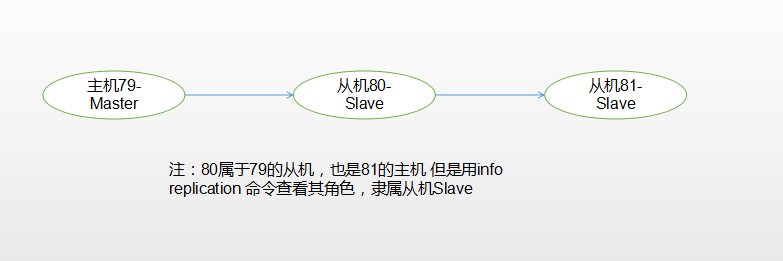 主机79-
Master
从机80-
Slave
从机81-
Slave
注：80属于79的从机，也是81的主机 但是用info
replication 命令查看其角色，隶属从机Slave